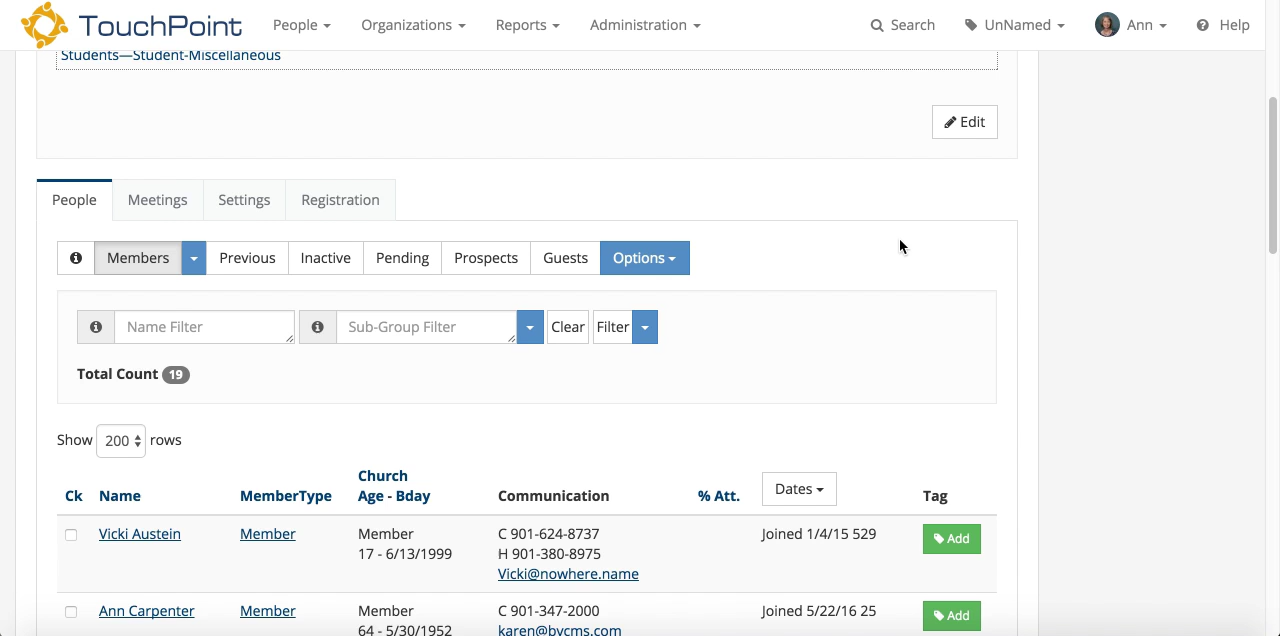 TouchPoint People Organizations Reports Administration Search UnNamed Ann Help
Students—Student-Miscellaneous
Edit
People Meetings Settings Registration
Members Previous Inactive Pending Prospects Guests Options
Name Filter Sub-Group Filter Clear Filter
Total Count 19
Show 200 rows
Ck Name MemberType Church Age - Bday Communication % Att. Dates Tag
Vicki Austein Member Member C 901-624-8737 Joined 1/4/15 529 Add
17 - 6/13/1999 H 901-380-8975
Vicki@nowhere.name
Ann Carpenter Member Member C 901-347-2000 Joined 5/22/16 25 Add
64 - 5/30/1952 karen@bvcms.com